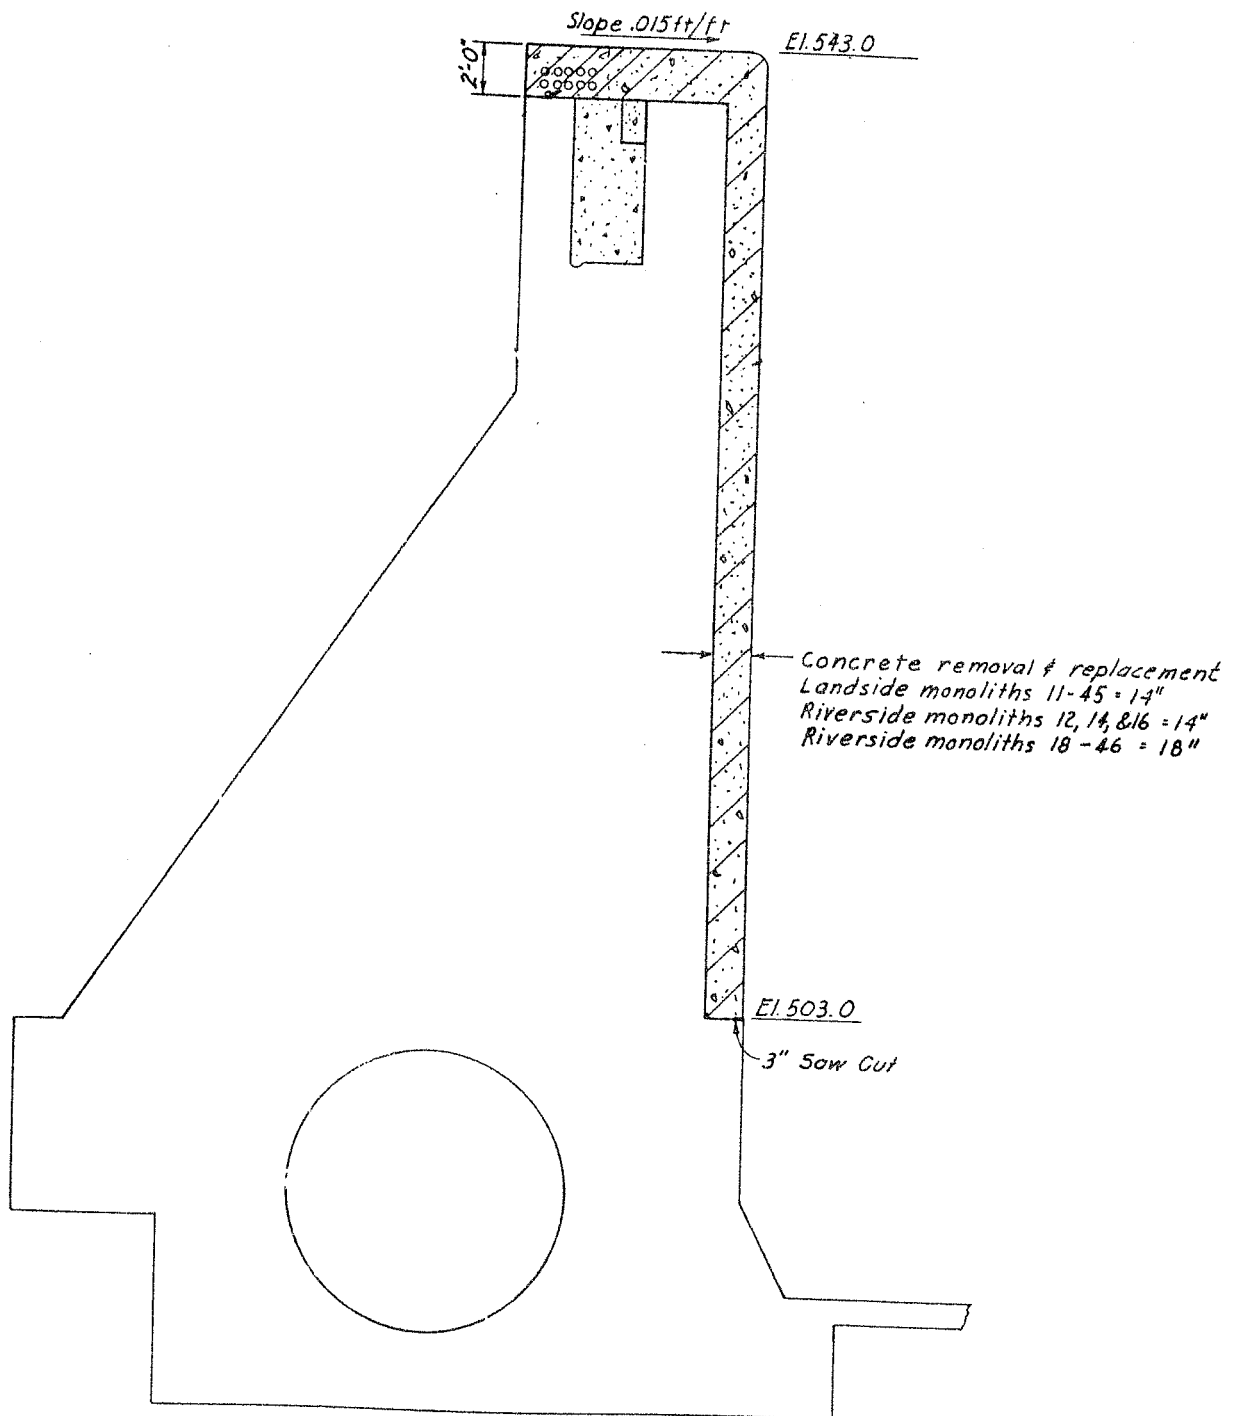 Slope .015ft/ft
El. 543.0
2'-0"
Concrete removal & replacement
Landside monoliths 11-45 = 14"
Riverside monoliths 12, 14, &16 = 14"
Riverside monoliths 18-46 = 18"
El. 503.0
3" Saw Cut